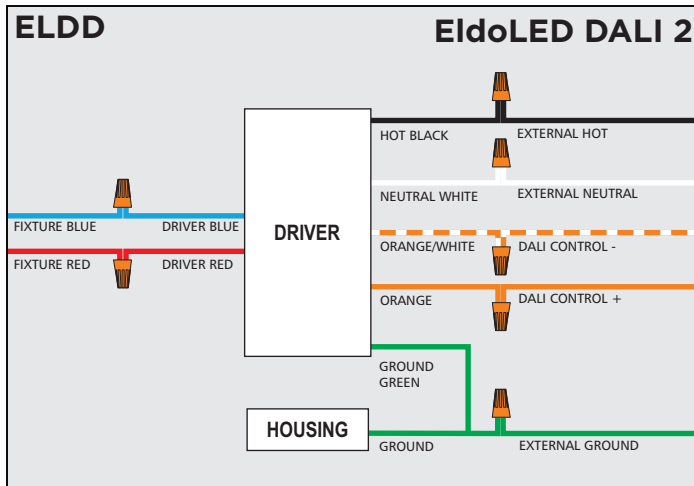 ELDD
EldoLED DALI 2
HOT BLACK
EXTERNAL HOT
NEUTRAL WHITE
EXTERNAL NEUTRAL
FIXTURE BLUE
DRIVER BLUE
DRIVER
ORANGE/WHITE
DALI CONTROL -
FIXTURE RED
DRIVER RED
ORANGE
DALI CONTROL +
GROUND
GREEN
HOUSING
GROUND
EXTERNAL GROUND